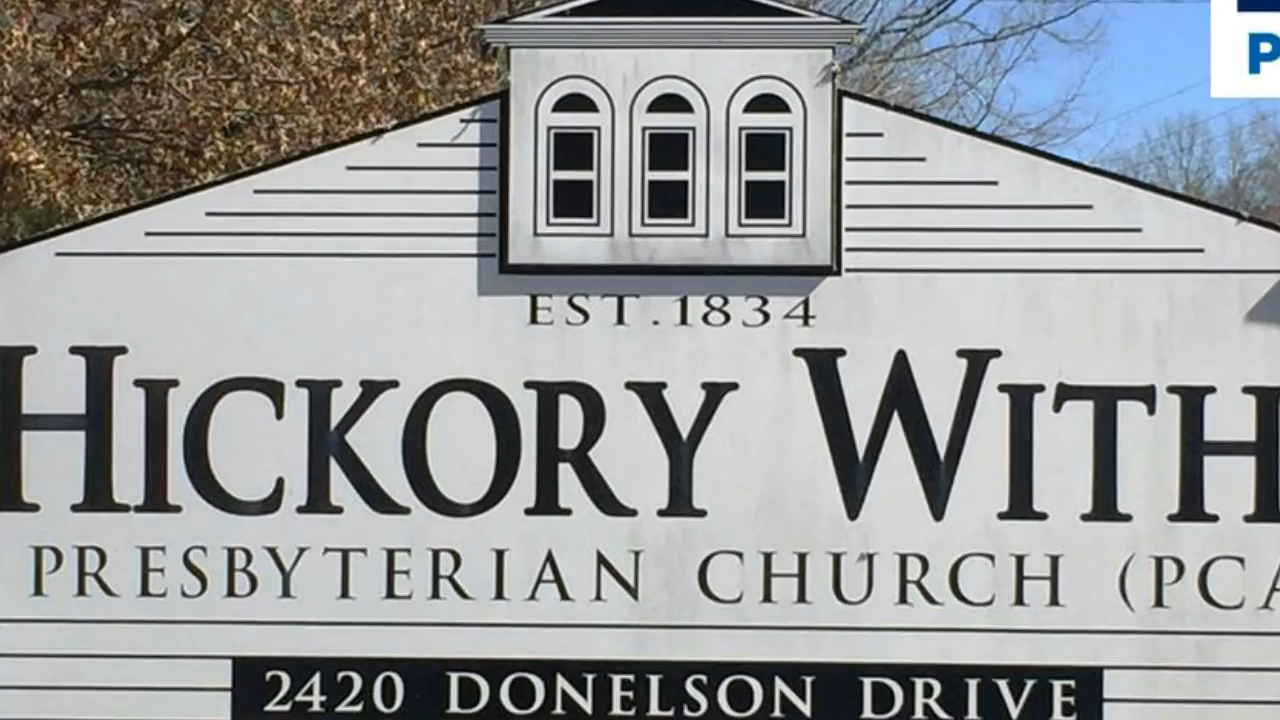 P
EST.1834
HICKORY WITH
PRESBYTERIAN CHURCH (PCA
2420 DONELSON DRIVE